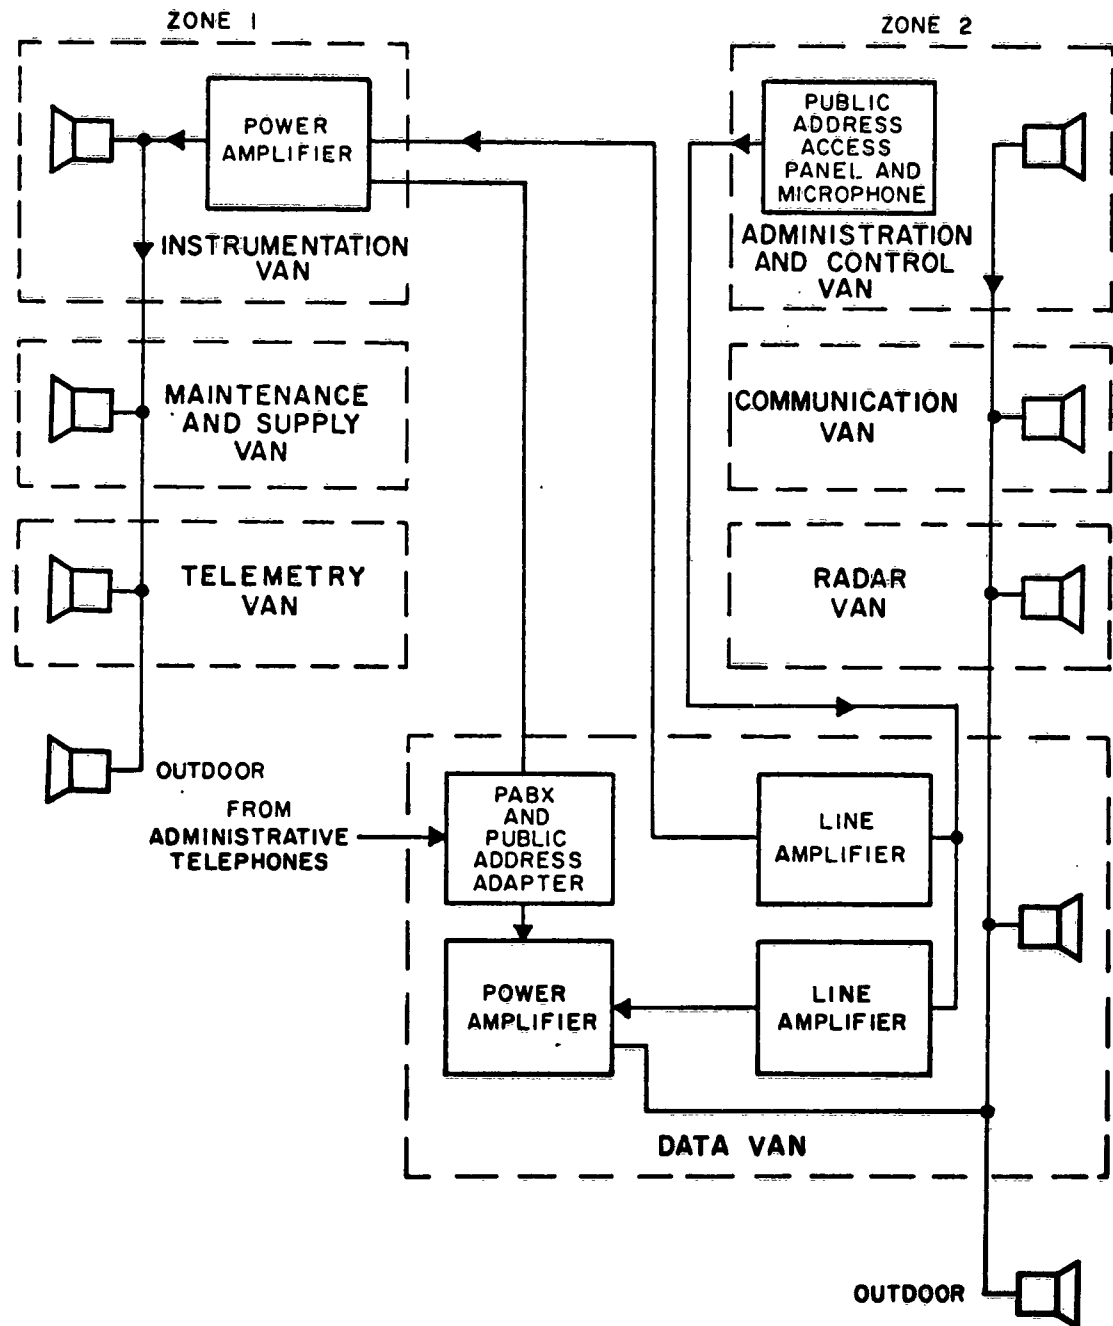 ZONE 1
POWER
AMPLIFIER
INSTRUMENTATION
VAN
MAINTENANCE
AND SUPPLY
VAN
TELEMETRY
VAN
OUTDOOR
FROM
ADMINISTRATIVE
TELEPHONES
ZONE 2
PUBLIC
ADDRESS
ACCESS
PANEL AND
MICROPHONE
ADMINISTRATION
AND CONTROL
VAN
COMMUNICATION
VAN
RADAR
VAN
PABX
AND
PUBLIC
ADDRESS
ADAPTER
LINE
AMPLIFIER
POWER
AMPLIFIER
LINE
AMPLIFIER
DATA VAN
OUTDOOR